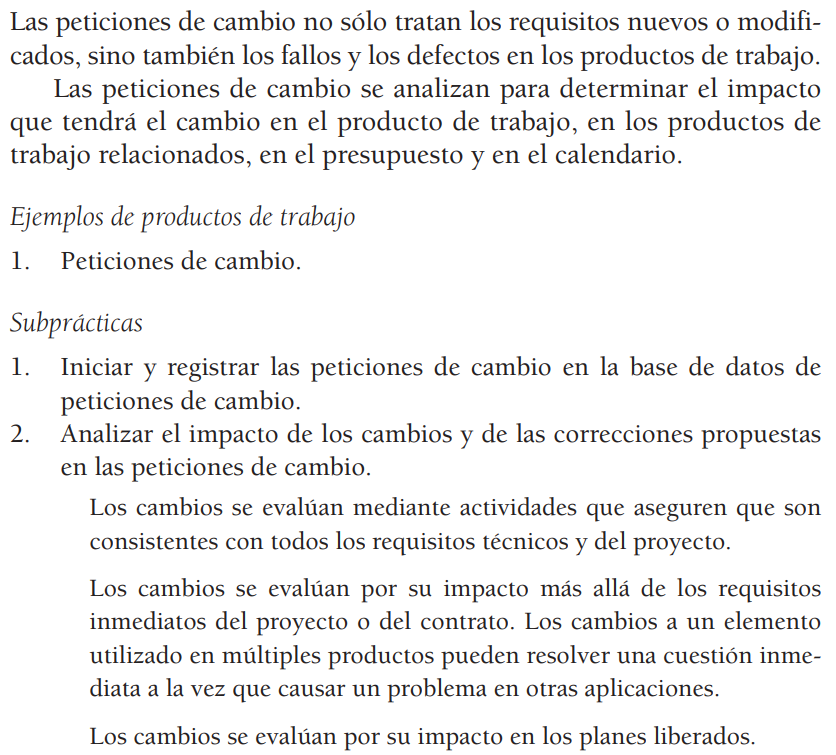 Las peticiones de cambio no sólo tratan los requisitos nuevos o modifi-
cados, sino también los fallos y los defectos en los productos de trabajo.
Las peticiones de cambio se analizan para determinar el impacto
que tendrá el cambio en el producto de trabajo, en los productos de
trabajo relacionados, en el presupuesto y en el calendario.
Ejemplos de productos de trabajo
1. Peticiones de cambio.
Subprácticas
1. Iniciar y registrar las peticiones de cambio en la base de datos de
peticiones de cambio.
2. Analizar el impacto de los cambios y de las correcciones propuestas
en las peticiones de cambio.
Los cambios se evalúan mediante actividades que aseguren que son
consistentes con todos los requisitos técnicos y del proyecto.
Los cambios se evalúan por su impacto más allá de los requisitos
inmediatos del proyecto o del contrato. Los cambios a un elemento
utilizado en múltiples productos pueden resolver una cuestión inme-
diata a la vez que causar un problema en otras aplicaciones.
Los cambios se evalúan por su impacto en los planes liberados.